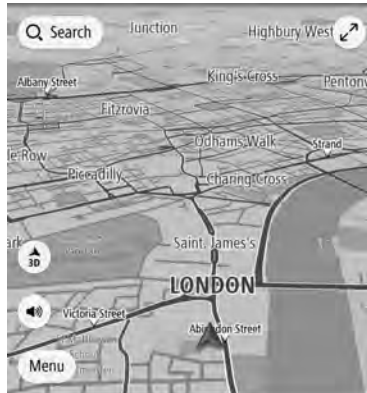 Junction
Highbury West
Search
King's Cross
Albany Street
Pentonv
Fitzrovia
Odhams Walk
Strand
le Row
Piccadilly
Charing Cross
ark
Saint James's
3D
LONDON
Victoria Street
Abingdon Street
Menu